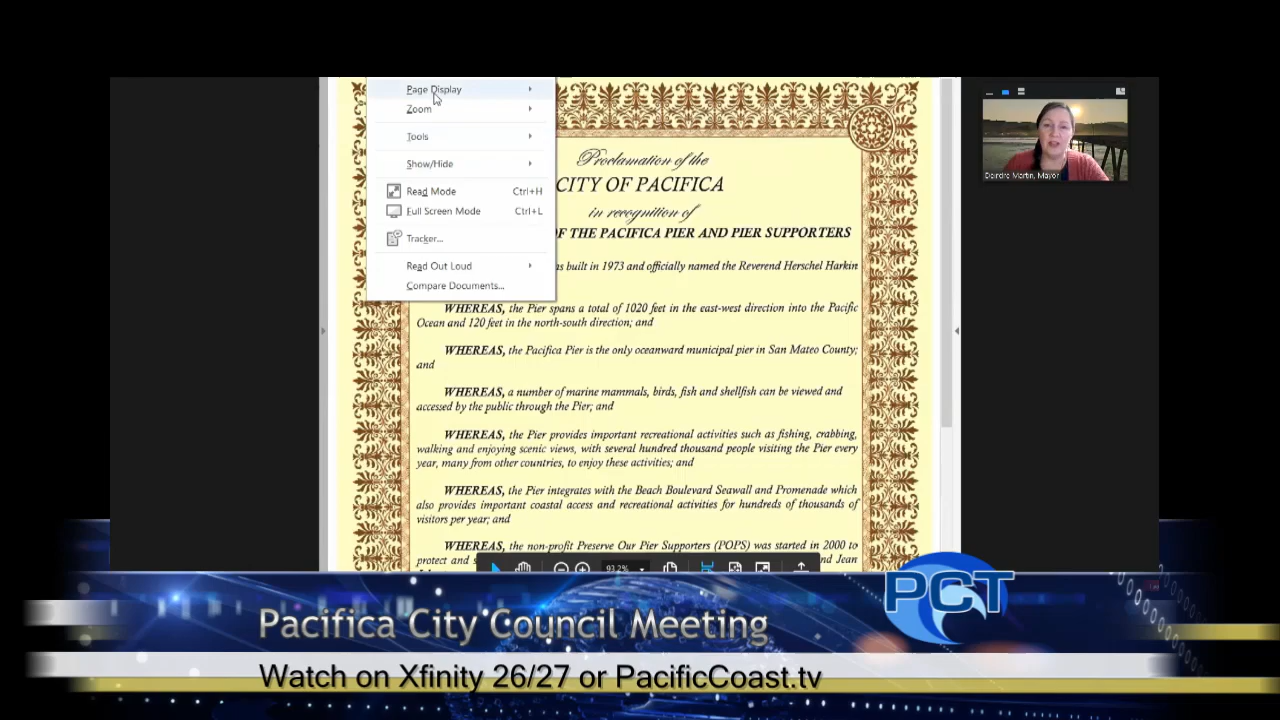 Page Display
Zoom
Tools
Show/Hide
Read Mode Ctrl+H
Full Screen Mode Ctrl+L
Tracker...
Read Out Loud
Compare Documents...
Proclamation of the
CITY OF PACIFICA
in recognition of
OF THE PACIFICA PIER AND PIER SUPPORTERS
built in 1973 and officially named the Reverend Herschel Harkin
WHEREAS, the Pier spans a total of 1020 feet in the east-west direction into the Pacific
Ocean and 120 feet in the north-south direction; and
WHEREAS, the Pacifica Pier is the only oceanward municipal pier in San Mateo County;
and
WHEREAS, a number of marine mammals, birds, fish and shellfish can be viewed and
accessed by the public through the Pier; and
WHEREAS, the Pier provides important recreational activities such as fishing, crabbing,
walking and enjoying scenic views, with several hundred thousand people visiting the Pier every
year, many from other countries, to enjoy these activities; and
WHEREAS, the Pier integrates with the Beach Boulevard Seawall and Promenade which
also provides important coastal access and recreational activities for hundreds of thousands of
visitors per year; and
WHEREAS, the non-profit Preserve Our Pier Supporters (POPS) was started in 2000 to
protect and Jean
93.2%
Deirdre Martin, Mayor
PCT
Pacifica City Council Meeting
Watch on Xfinity 26/27 or PacificCoast.tv